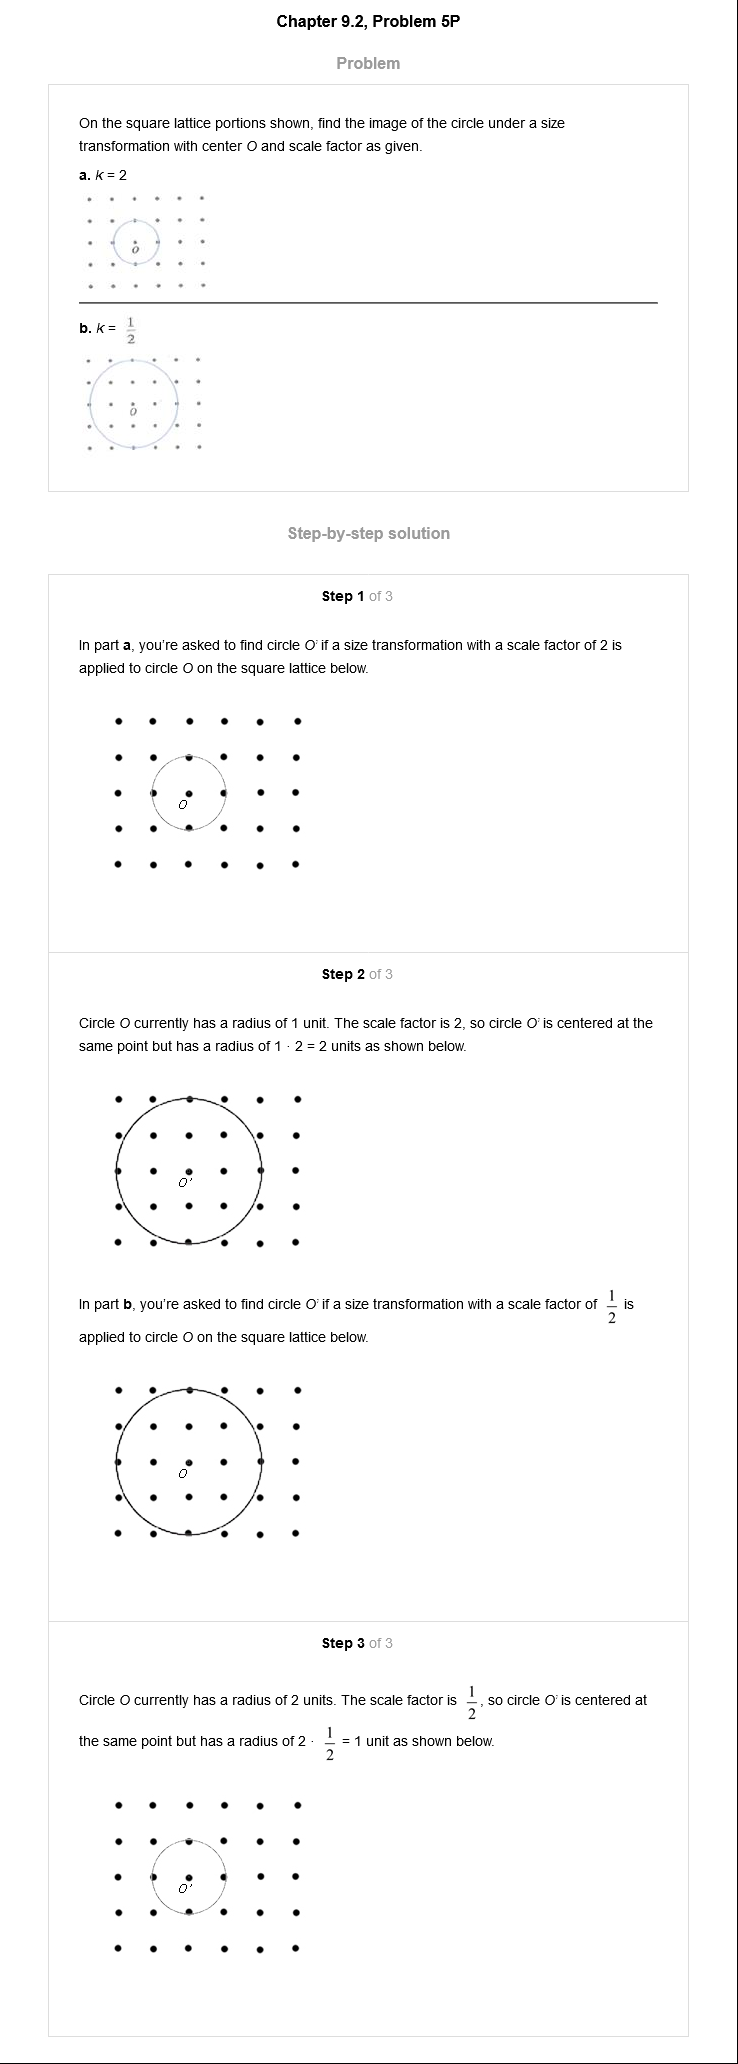 Chapter 9.2, Problem 5P
Problem
On the square lattice portions shown, find the image of the circle under a size
transformation with center O and scale factor as given.
a. k = 2
O
b. k = 1/2
O
Step-by-step solution
Step 1 of 3
In part a, you're asked to find circle O' if a size transformation with a scale factor of 2 is
applied to circle O on the square lattice below.
O
Step 2 of 3
Circle O currently has a radius of 1 unit. The scale factor is 2, so circle O' is centered at the
same point but has a radius of 1 · 2 = 2 units as shown below.
O'
In part b, you're asked to find circle O' if a size transformation with a scale factor of 1/2 is
applied to circle O on the square lattice below.
O
Step 3 of 3
Circle O currently has a radius of 2 units. The scale factor is 1/2, so circle O' is centered at
the same point but has a radius of 2 · 1/2 = 1 unit as shown below.
O'